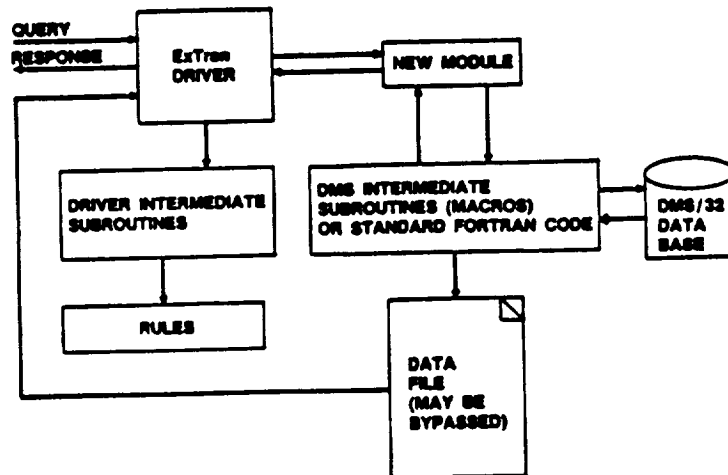 QUERY
RESPONSE
ExTran
DRIVER
NEW MODULE
DRIVER INTERMEDIATE
SUBROUTINES
DMS INTERMEDIATE
SUBROUTINES (MACROS)
OR STANDARD FORTRAN CODE
DMS/32
DATA
BASE
RULES
DATA
FILE
(MAY BE
BYPASSED)